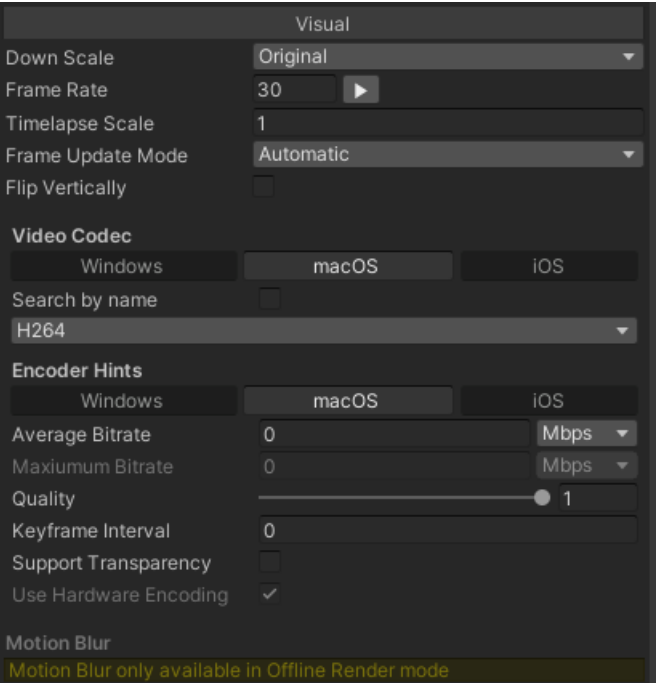 Visual
Down Scale Original
Frame Rate 30
Timelapse Scale 1
Frame Update Mode Automatic
Flip Vertically
Video Codec
Windows macOS iOS
Search by name
H264
Encoder Hints
Windows macOS iOS
Average Bitrate 0 Mbps
Maxiumum Bitrate 0 Mbps
Quality 1
Keyframe Interval 0
Support Transparency
Use Hardware Encoding
Motion Blur
Motion Blur only available in Offline Render mode